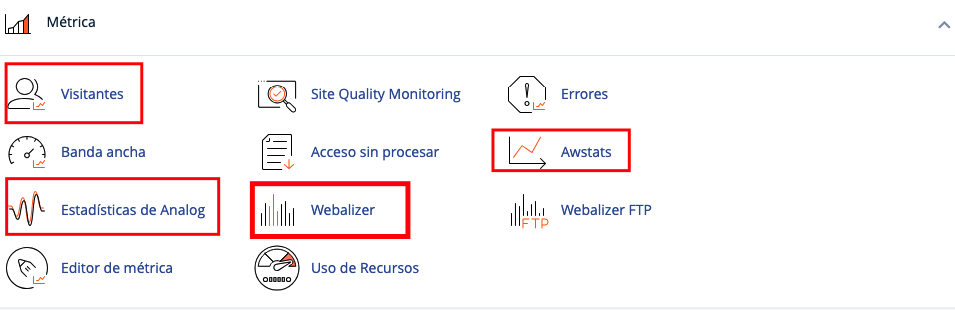 Métrica
Visitantes
Site Quality Monitoring
Errores
Banda ancha
Acceso sin procesar
Awstats
Estadísticas de Analog
Webalizer
FTP
Webalizer FTP
Editor de métrica
Uso de Recursos